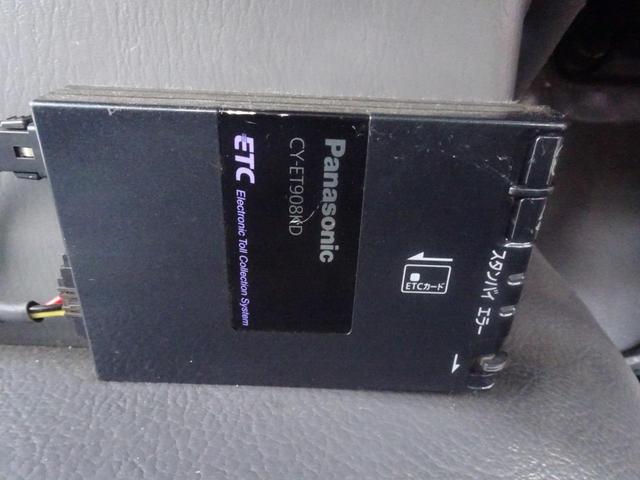 Panasonic
CY-ET908KD
ETC Electronic Toll Collection System
ETCカード
スタンバイ エラー